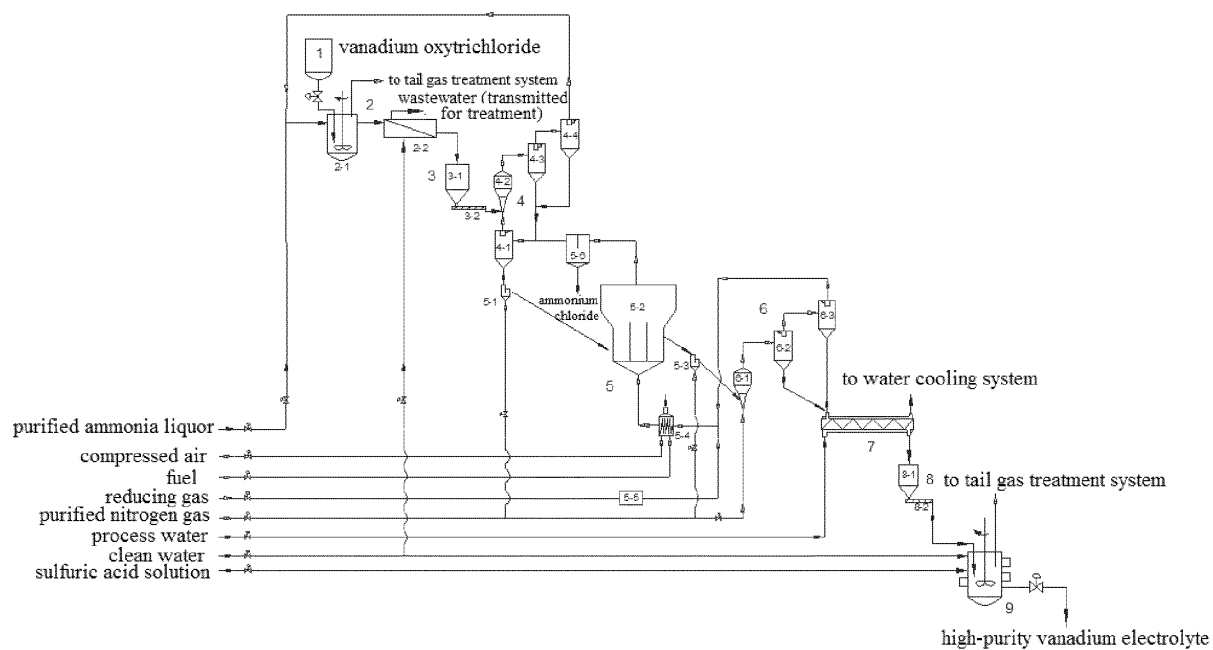 1
vanadium oxytrichloride
to tail gas treatment system
2
wastewater (transmitted
for treatment)
2-1
2-2
4-4
4-3
3
3-1
4-2
4
3-2
4-1
5-6
5-1
ammonium
chloride
5-2
6
6-3
6-2
5
5-3
6-1
to water cooling system
purified ammonia liquor
5-4
7
compressed air
fuel
8-1
8
to tail gas treatment system
reducing gas
5-5
8-2
purified nitrogen gas
process water
clean water
sulfuric acid solution
9
high-purity vanadium electrolyte